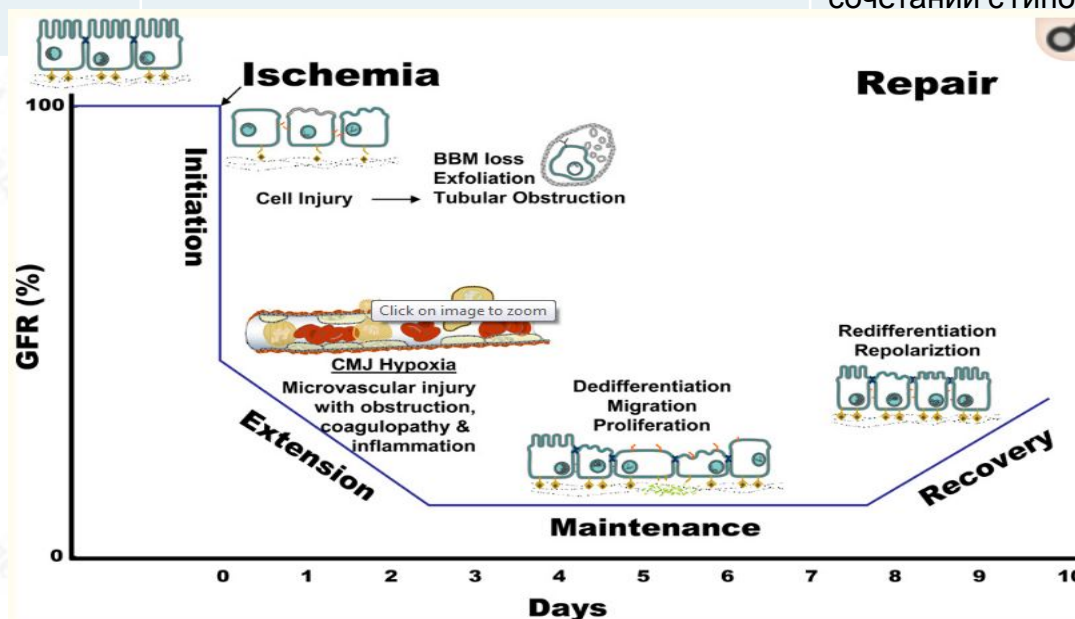 Ischemia
Repair
100
Initiation
BBM loss
Exfoliation
Cell Injury
Tubular Obstruction
GFR (%)
Click on image to zoom
CMJ Hypoxia
Microvascular injury
with obstruction,
coagulopathy &
inflammation
Extension
Dedifferentiation
Migration
Proliferation
Redifferentiation
Repolariztion
Recovery
Maintenance
0
0 1 2 3 4 5 6 7 8 9 10
Days